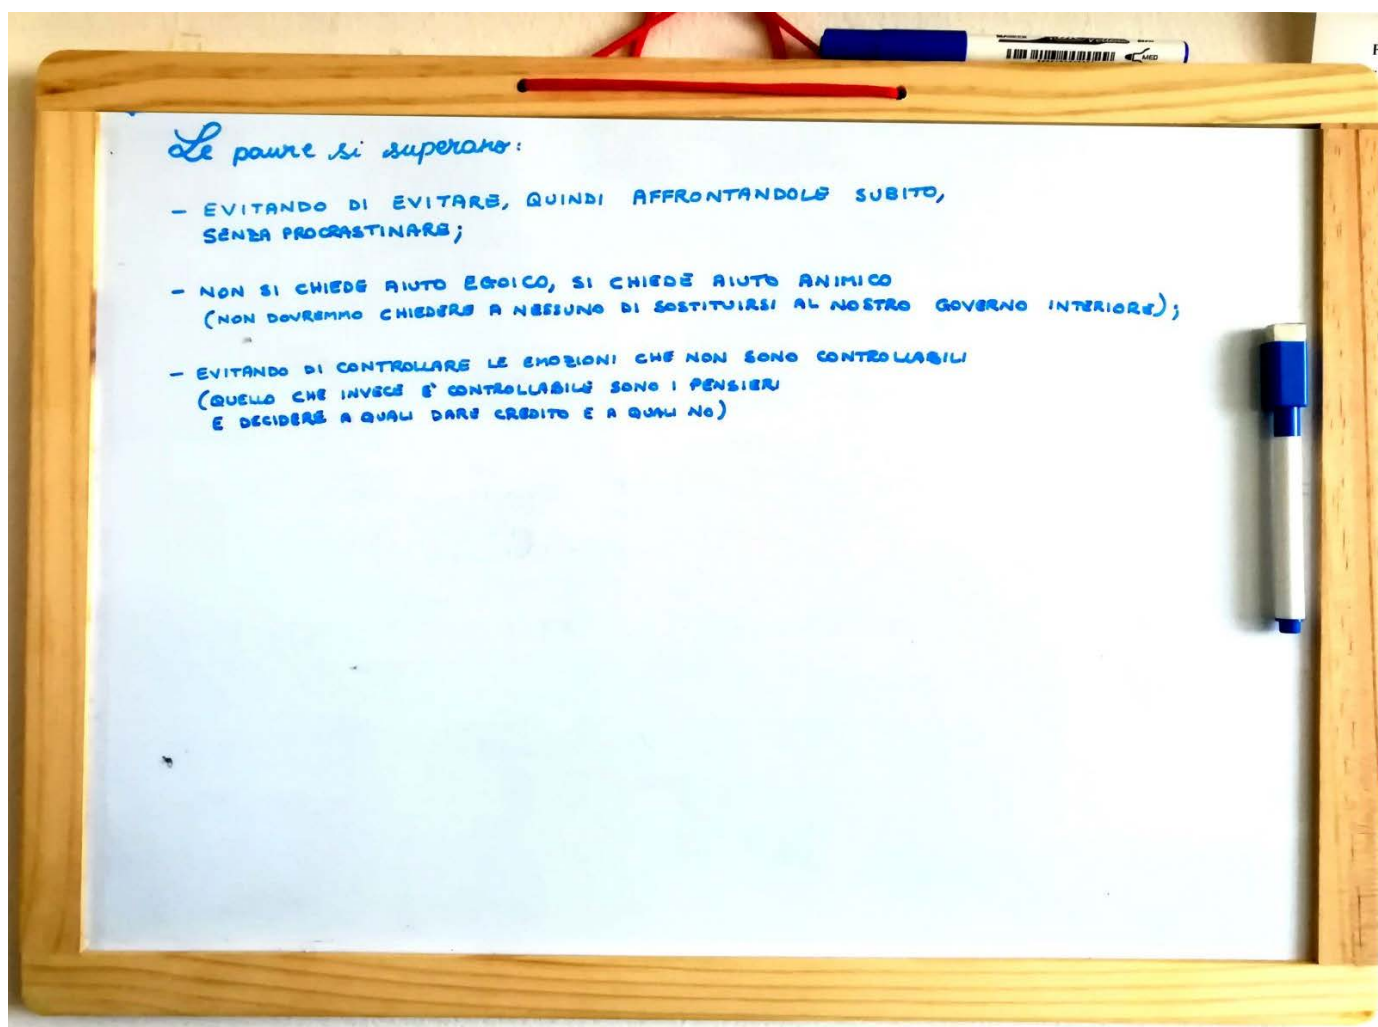 Le paure si superano:
- EVITANDO DI EVITARE, QUINDI AFFRONTANDOLE SUBITO,
SENZA PROCRASTINARE;
- NON SI CHIEDE AIUTO EGOICO, SI CHIEDE AIUTO ANIMICO
(NON DOVREMMO CHIEDERE A NESSUNO DI SOSTITUIRSI AL NOSTRO GOVERNO INTERIORE);
- EVITANDO DI CONTROLLARE LE EMOZIONI CHE NON SONO CONTROLLABILI
(QUELLO CHE INVECE E' CONTROLLABILE SONO I PENSIERI
E DECIDERE A QUALI DARE CREDITO E A QUALI NO)